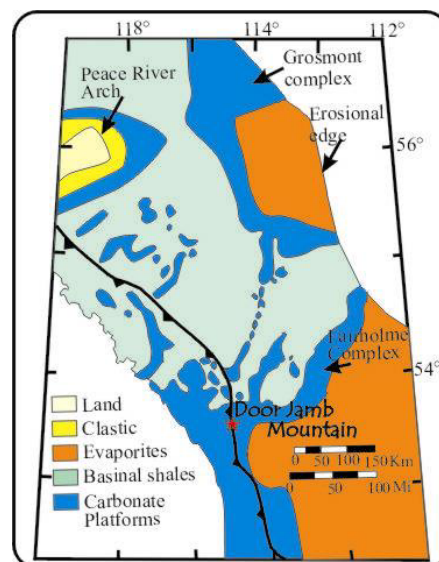 118° 114° 112°
Grosmont
complex
Peace River
Arch
Erosional
edge
56°
Fairholme
Complex
54°
Door Jamb
Mountain
Land
Clastic
Evaporites
Basinal shales
Carbonate
Platforms
0 50 100 150 Km
0 50 100 Mi